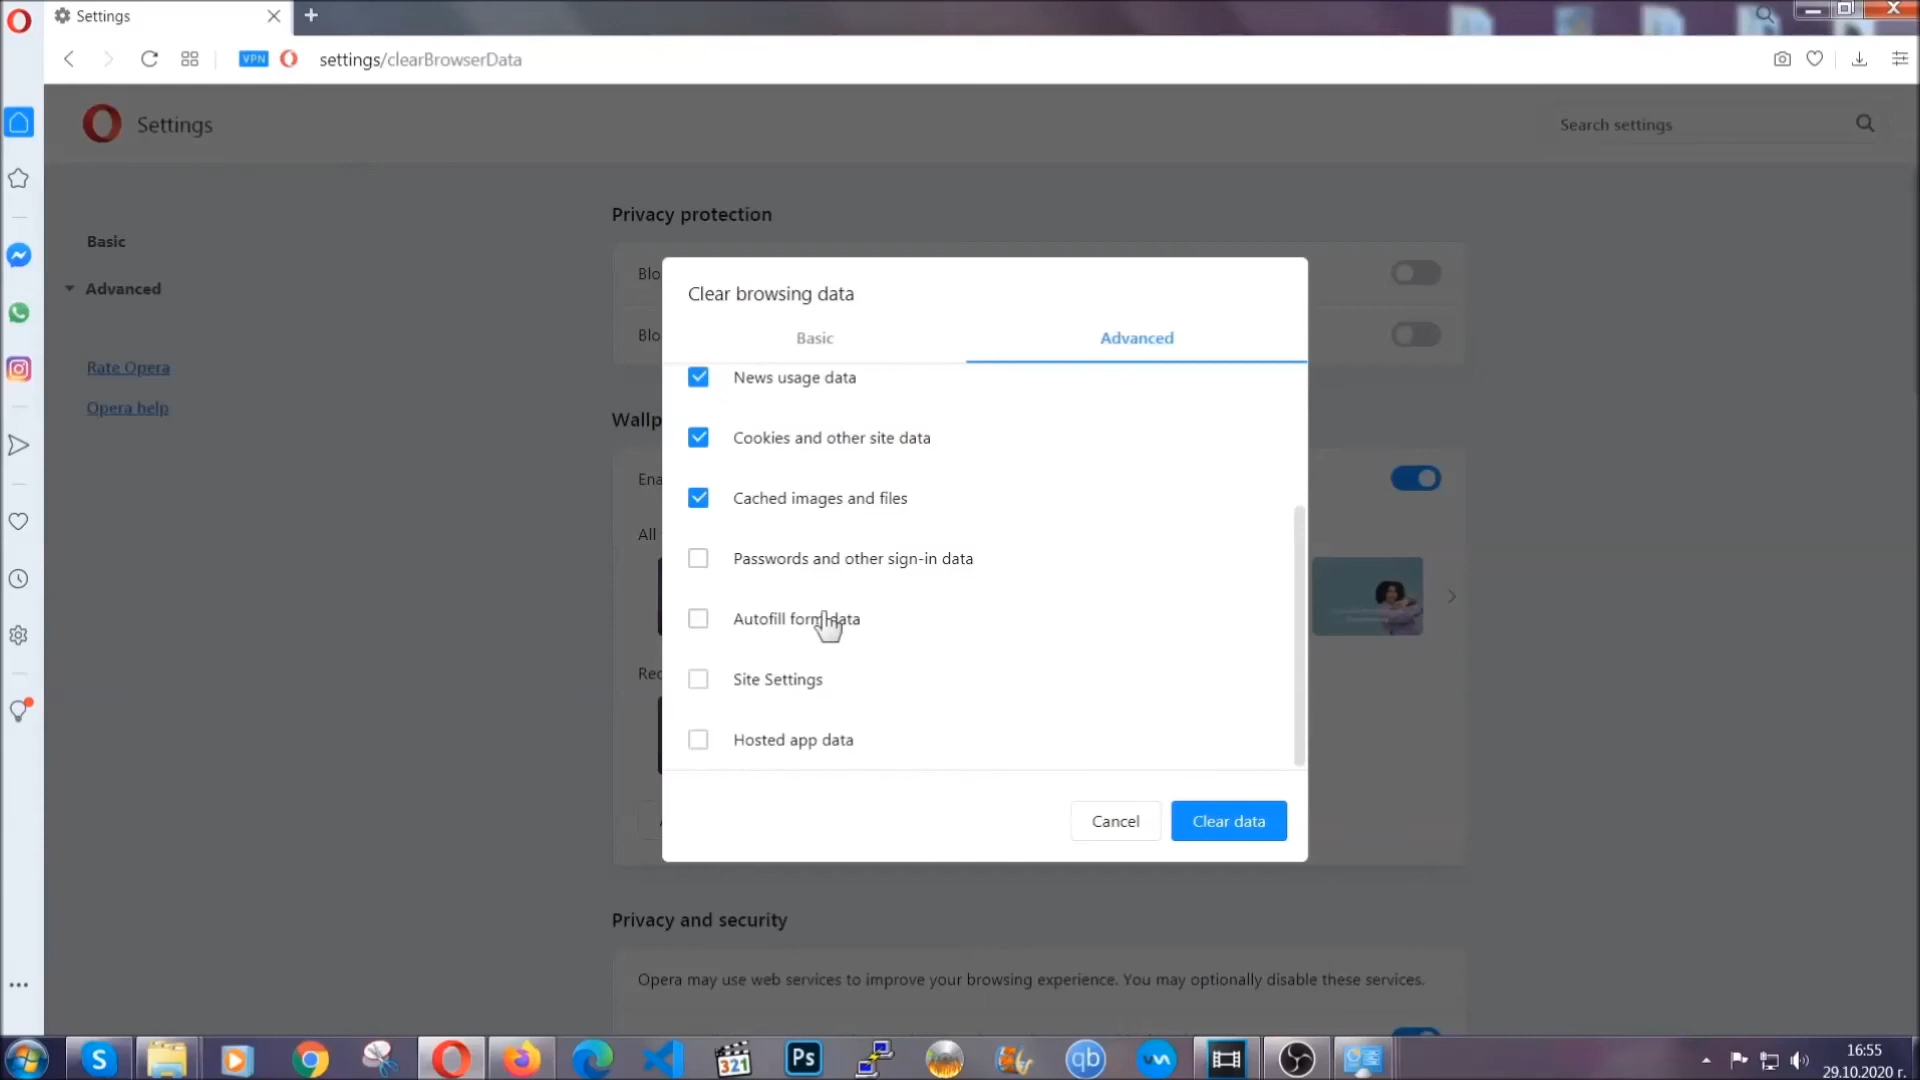 Settings
VPN
settings/clearBrowserData
Settings
Search settings
Basic
Advanced
Rate Opera
Opera help
Privacy protection
Blo
Blo
Wallp
Ena
All
Rec
Clear browsing data
Basic
Advanced
News usage data
Cookies and other site data
Cached images and files
Passwords and other sign-in data
Autofill form data
Site Settings
Hosted app data
Cancel
Clear data
Privacy and security
Opera may use web services to improve your browsing experience. You may optionally disable these services.
S
321
Ps
qb
16:55
29.10.2020 г.